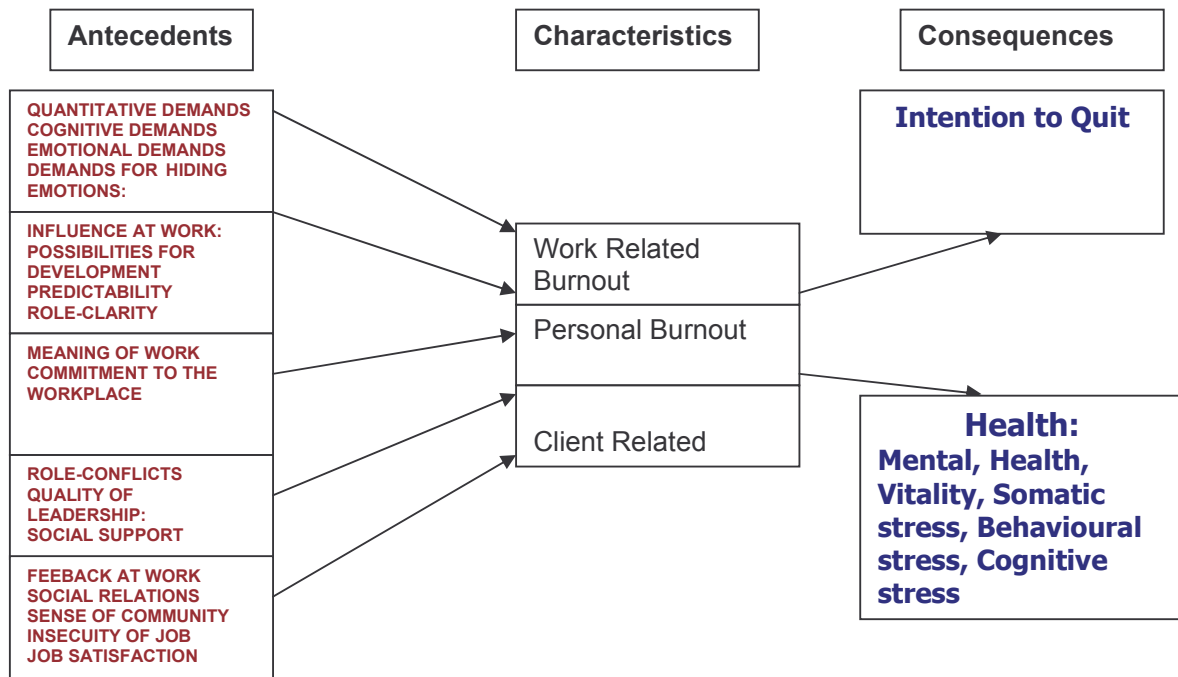 Antecedents
Characteristics
Consequences
QUANTITATIVE DEMANDS
COGNITIVE DEMANDS
EMOTIONAL DEMANDS
DEMANDS FOR HIDING
EMOTIONS:
INFLUENCE AT WORK:
POSSIBILITIES FOR
DEVELOPMENT
PREDICTABILITY
ROLE-CLARITY
MEANING OF WORK
COMMITMENT TO THE
WORKPLACE
ROLE-CONFLICTS
QUALITY OF
LEADERSHIP:
SOCIAL SUPPORT
FEEBACK AT WORK
SOCIAL RELATIONS
SENSE OF COMMUNITY
INSECUITY OF JOB
JOB SATISFACTION
Work Related
Burnout
Personal Burnout
Client Related
Intention to Quit
Health:
Mental, Health,
Vitality, Somatic
stress, Behavioural
stress, Cognitive
stress